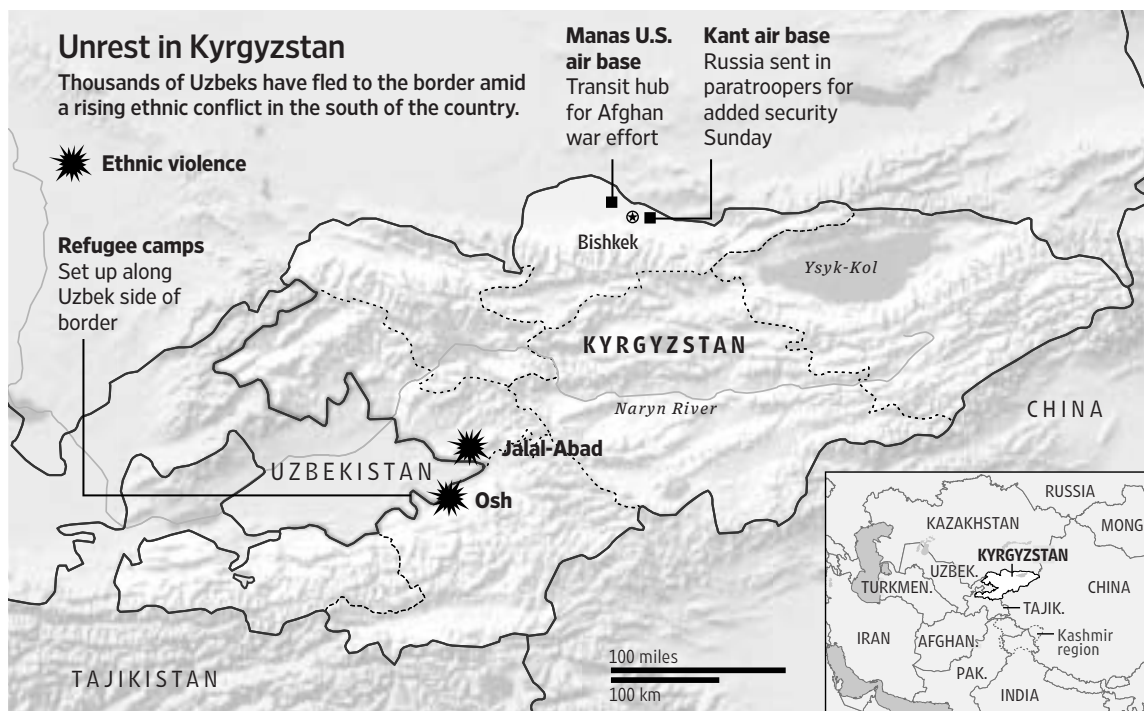 Unrest in Kyrgyzstan
Thousands of Uzbeks have fled to the border amid
a rising ethnic conflict in the south of the country.
Ethnic violence
Refugee camps
Set up along
Uzbek side of
border
Manas U.S.
air base
Transit hub
for Afghan
war effort
Kant air base
Russia sent in
paratroopers for
added security
Sunday
Bishkek
Ysyk-Kol
KYRGYZSTAN
Naryn River
CHINA
Jalal-Abad
UZBEKISTAN
Osh
TAJIKISTAN
100 miles
100 km
RUSSIA
KAZAKHSTAN
MONG
KYRGYZSTAN
UZBEK.
TURKMEN.
CHINA
TAJIK.
IRAN
AFGHAN.
Kashmir
region
PAK.
INDIA